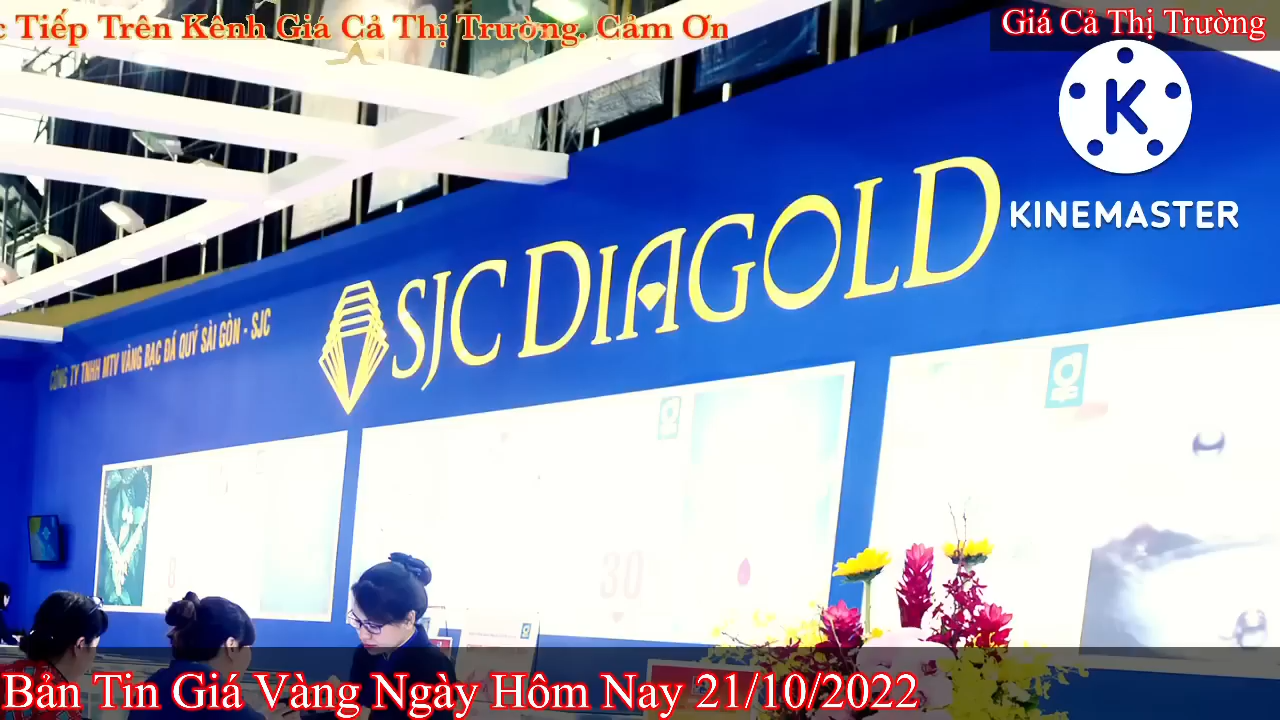 c Tiếp Trên Kênh Giá Cả Thị Trường. Cảm Ơn
Giá Cả Thị Trường
K
KINEMASTER
SJC DIAGOLD
CÔNG TY TNHH MTV VÀNG BẠC ĐÁ QUÝ SÀI GÒN - SJC
30
Bản Tin Giá Vàng Ngày Hôm Nay 21/10/2022